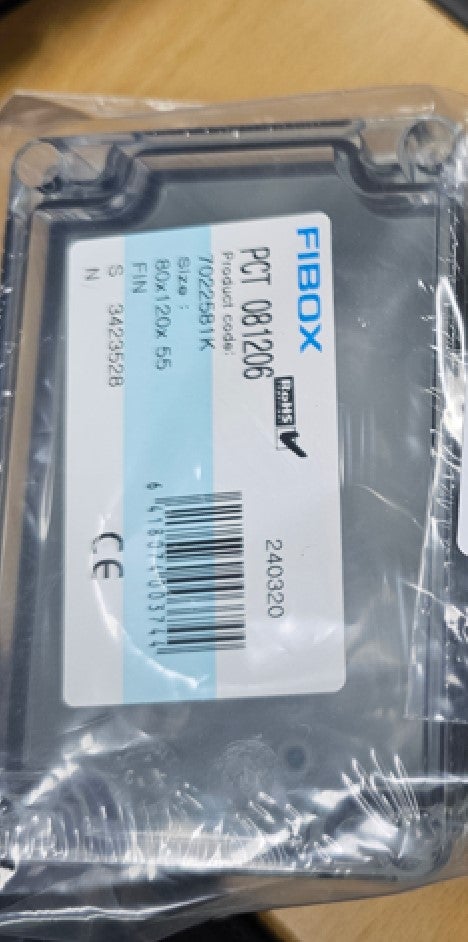 FIBOX
PCT 081206
RoHS
240320
Product code:
7022581K
Size :
80x120x 55
FIN
S 3423528
N
CE